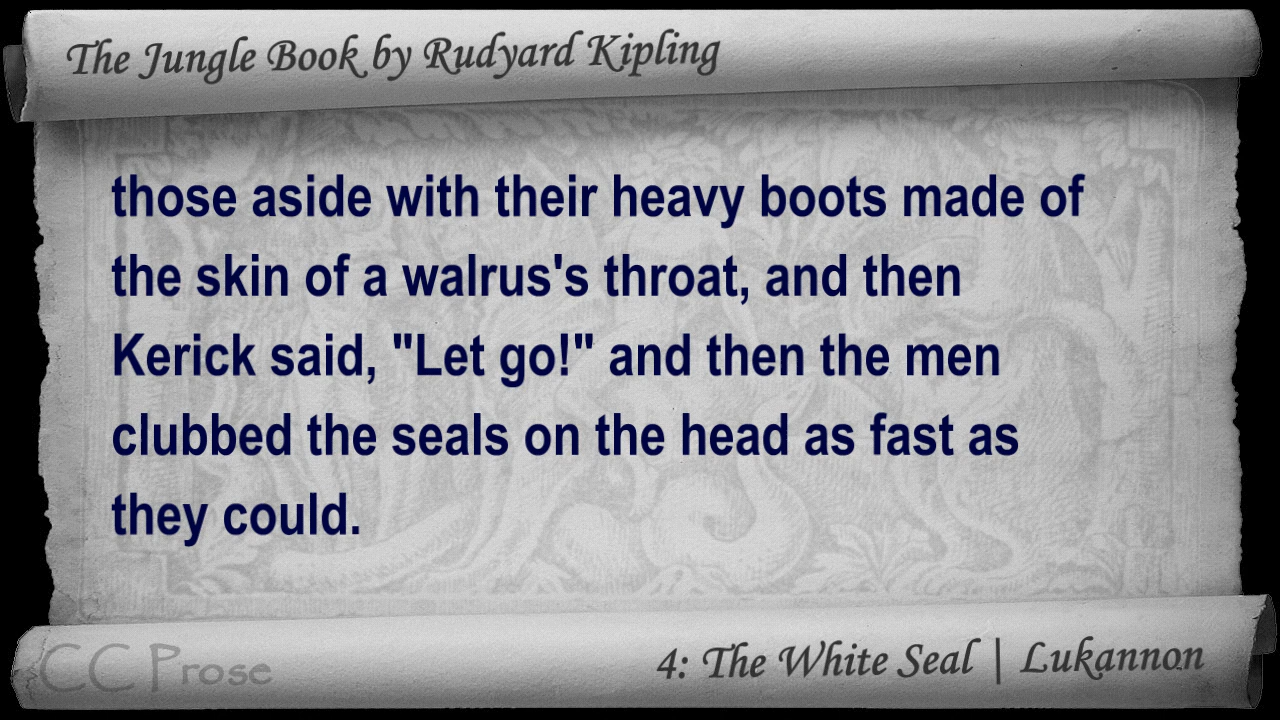 The Jungle Book by Rudyard Kipling
those aside with their heavy boots made of
the skin of a walrus's throat, and then
Kerick said, "Let go!" and then the men
clubbed the seals on the head as fast as
they could.
CC Prose
4: The White Seal | Lukannon